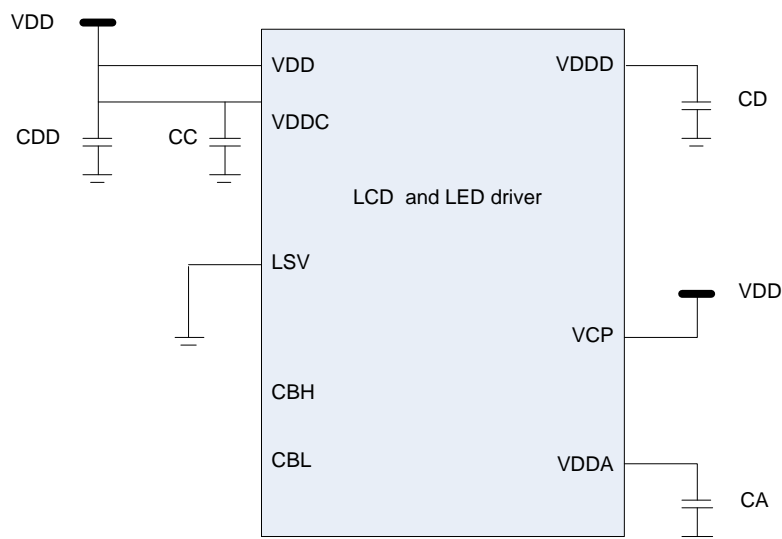 VDD
VDD
VDDD
CD
VDDC
CDD
CC
LCD and LED driver
LSV
VDD
VCP
CBH
CBL
VDDA
CA